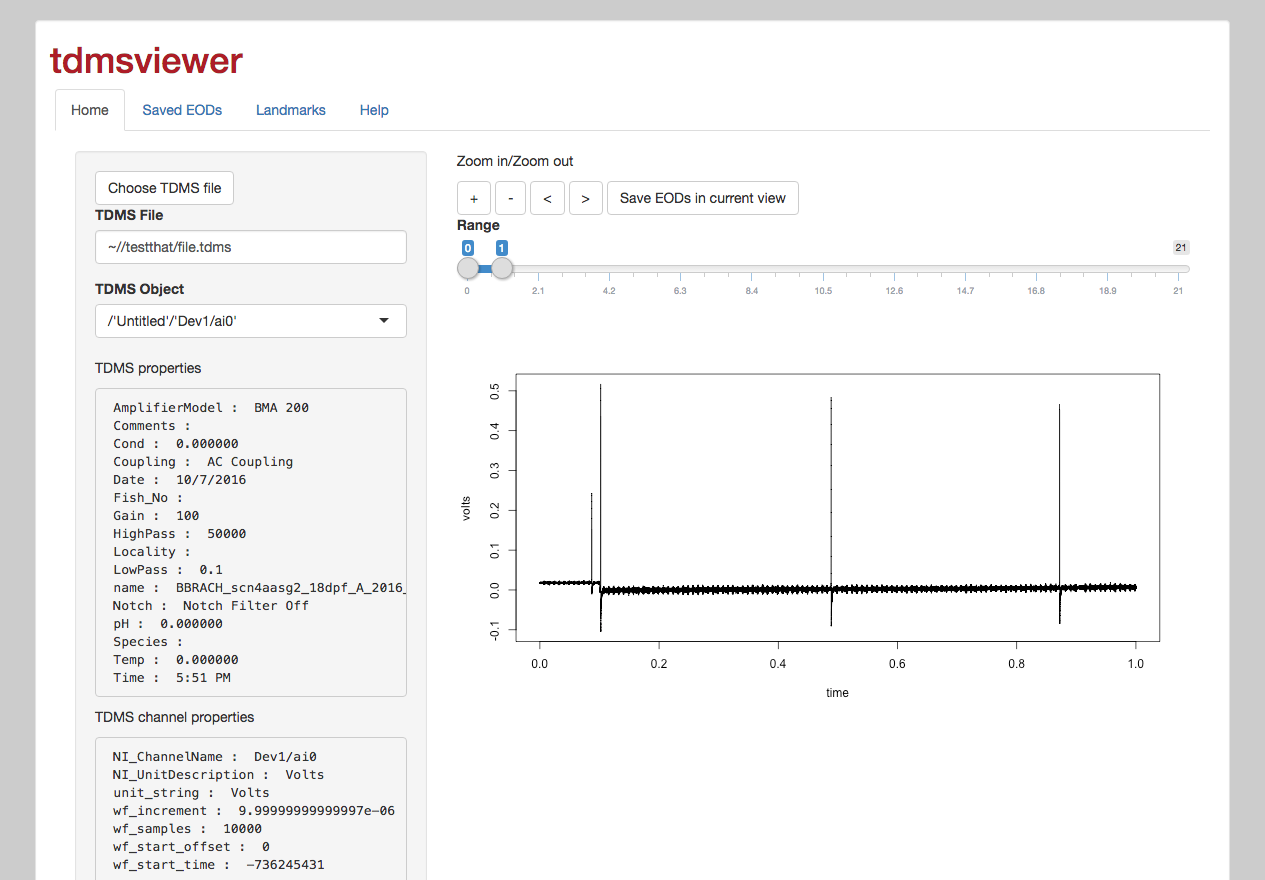 tdmsviewer
Home Saved EODs Landmarks Help
Choose TDMS file
TDMS File
~//testthat/file.tdms
TDMS Object
/'Untitled'/'Dev1/ai0'
TDMS properties
AmplifierModel : BMA 200
Comments :
Cond : 0.000000
Coupling : AC Coupling
Date : 10/7/2016
Fish_No :
Gain : 100
HighPass : 50000
Locality :
LowPass : 0.1
name : BBRACH_scn4aasg2_18dpf_A_2016_
Notch : Notch Filter Off
pH : 0.000000
Species :
Temp : 0.000000
Time : 5:51 PM
TDMS channel properties
NI_ChannelName : Dev1/ai0
NI_UnitDescription : Volts
unit_string : Volts
wf_increment : 9.99999999999997e-06
wf_samples : 10000
wf_start_offset : 0
wf_start_time : -736245431
Zoom in/Zoom out
+ - < > Save EODs in current view
Range
0 1 21
0 2.1 4.2 6.3 8.4 10.5 12.6 14.7 16.8 18.9 21
volts
0.5
0.4
0.3
0.2
0.1
0.0
-0.1
0.0 0.2 0.4 0.6 0.8 1.0
time